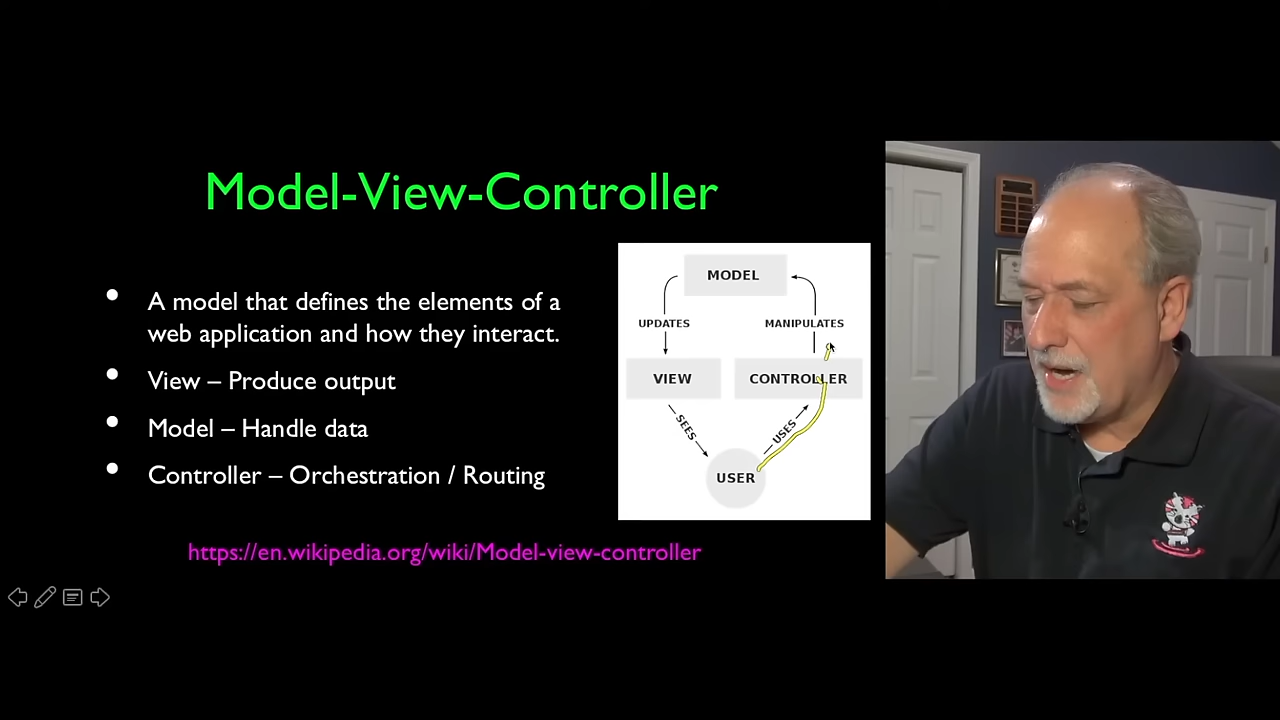 Model-View-Controller
A model that defines the elements of a
web application and how they interact.
View – Produce output
Model – Handle data
Controller – Orchestration / Routing
https://en.wikipedia.org/wiki/Model-view-controller
MODEL
UPDATES
MANIPULATES
VIEW
CONTROLLER
SEES
USES
USER